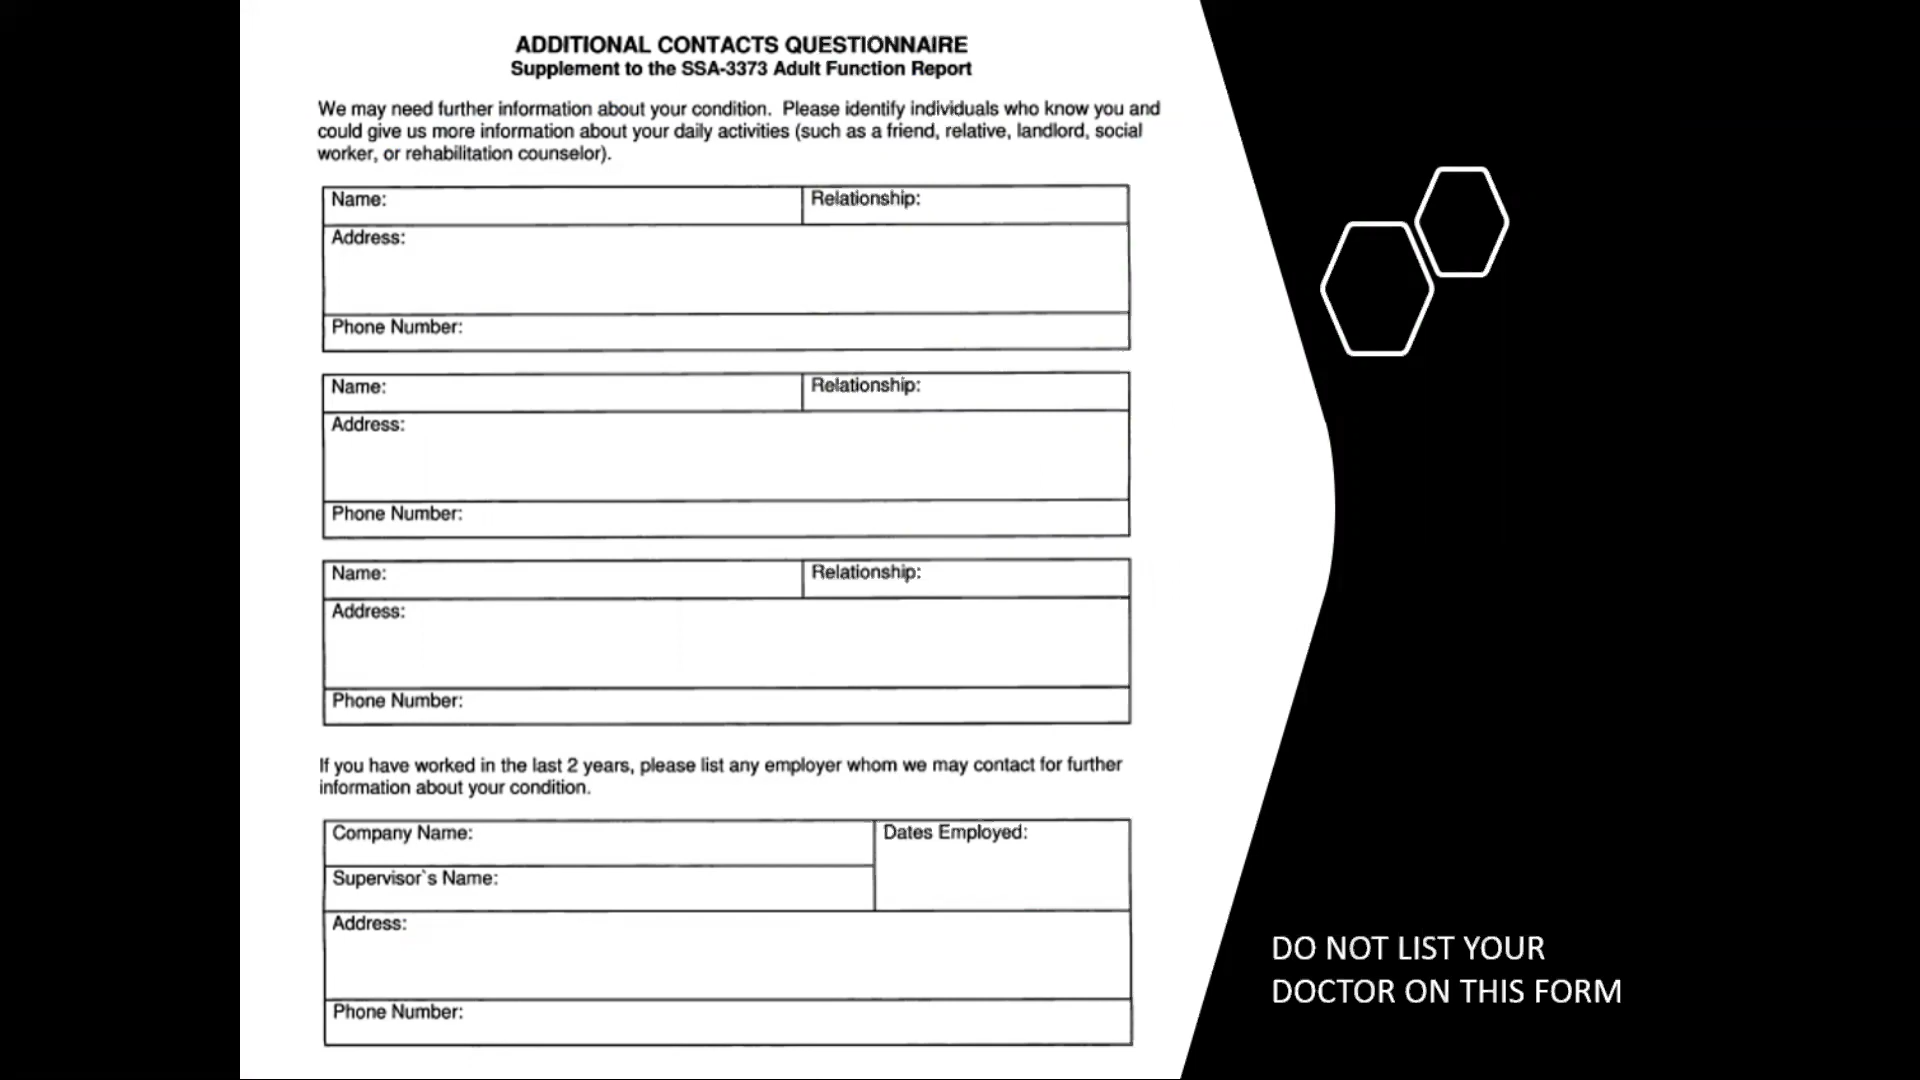 ADDITIONAL CONTACTS QUESTIONNAIRE
Supplement to the SSA-3373 Adult Function Report
We may need further information about your condition. Please identify individuals who know you and
could give us more information about your daily activities (such as a friend, relative, landlord, social
worker, or rehabilitation counselor).
Name: Relationship:
Address:
Phone Number:
Name: Relationship:
Address:
Phone Number:
Name: Relationship:
Address:
Phone Number:
If you have worked in the last 2 years, please list any employer whom we may contact for further
information about your condition.
Company Name: Dates Employed:
Supervisor`s Name:
Address:
Phone Number:
DO NOT LIST YOUR
DOCTOR ON THIS FORM